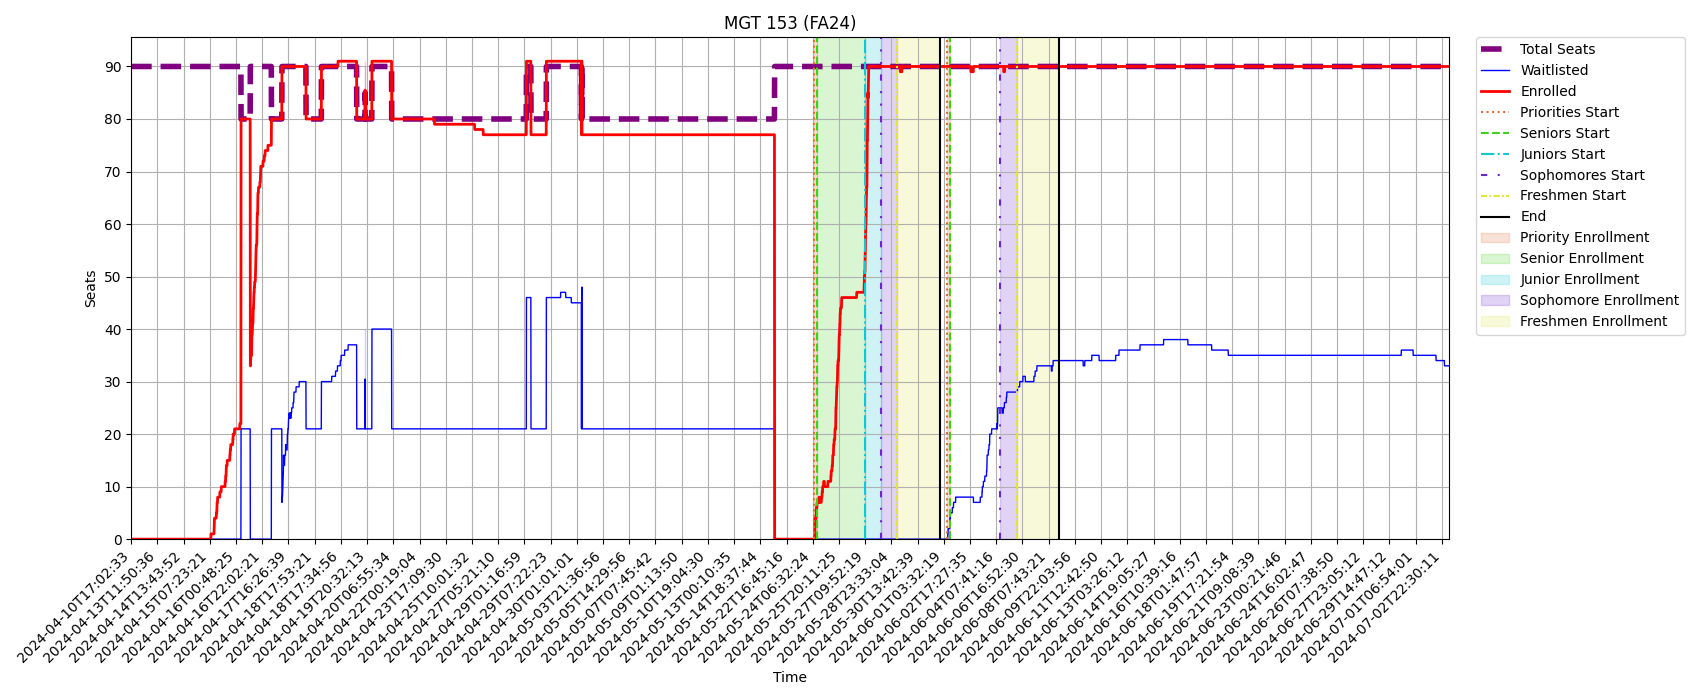 MGT 153 (FA24)
Total Seats
Waitlisted
Enrolled
Priorities Start
Seniors Start
Juniors Start
Sophomores Start
Freshmen Start
End
Priority Enrollment
Senior Enrollment
Junior Enrollment
Sophomore Enrollment
Freshmen Enrollment
Seats
90
80
70
60
50
40
30
20
10
0
2024-04-10T17:02:33
2024-04-13T11:50:36
2024-04-14T13:43:52
2024-04-15T07:23:21
2024-04-16T00:48:25
2024-04-16T22:02:21
2024-04-17T16:26:39
2024-04-18T17:53:21
2024-04-18T17:34:56
2024-04-19T20:32:13
2024-04-20T06:55:34
2024-04-22T00:19:04
2024-04-23T17:09:30
2024-04-25T01:01:32
2024-04-27T05:21:10
2024-04-29T01:16:59
2024-04-29T07:22:23
2024-04-30T01:01:01
2024-05-03T21:36:56
2024-05-05T14:29:56
2024-05-07T07:45:42
2024-05-09T01:13:50
2024-05-10T19:04:30
2024-05-13T00:10:35
2024-05-14T18:37:44
2024-05-22T16:45:16
2024-05-24T06:32:24
2024-05-25T20:11:25
2024-05-27T09:52:19
2024-05-28T23:33:04
2024-05-30T13:42:39
2024-06-01T03:32:19
2024-06-02T17:27:35
2024-06-04T07:41:16
2024-06-06T16:52:30
2024-06-08T07:43:21
2024-06-09T22:03:56
2024-06-11T12:42:50
2024-06-13T03:26:12
2024-06-14T19:05:27
2024-06-16T10:39:16
2024-06-18T01:47:57
2024-06-19T17:21:54
2024-06-21T09:08:39
2024-06-23T00:21:46
2024-06-24T16:02:47
2024-06-26T07:38:50
2024-06-27T23:05:12
2024-06-29T14:47:12
2024-07-01T06:54:01
2024-07-02T22:30:11
Time